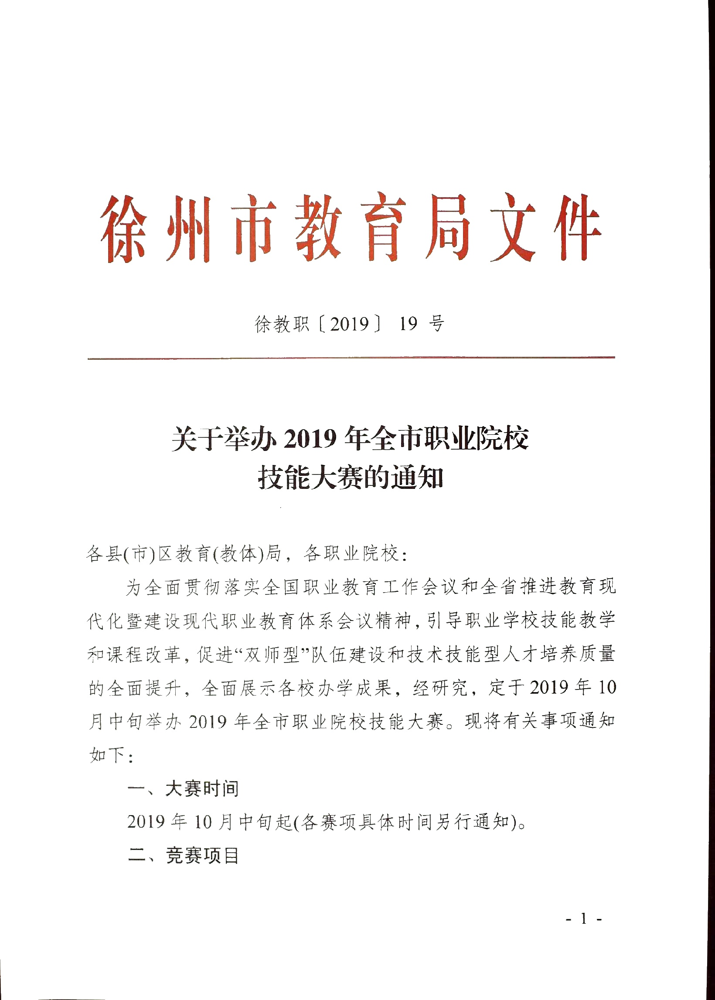 徐州市教育局文件
徐教职〔2019〕 19 号
关于举办 2019 年全市职业院校
技能大赛的通知
各县(市)区教育(教体)局，各职业院校：
为全面贯彻落实全国职业教育工作会议和全省推进教育现
代化暨建设现代职业教育体系会议精神，引导职业学校技能教学
和课程改革，促进“双师型”队伍建设和技术技能型人才培养质量
的全面提升，全面展示各校办学成果，经研究，定于 2019 年 10
月中旬举办 2019 年全市职业院校技能大赛。现将有关事项通知
如下：
一、大赛时间
2019 年 10 月中旬起(各赛项具体时间另行通知)。
二、竞赛项目
- 1 -